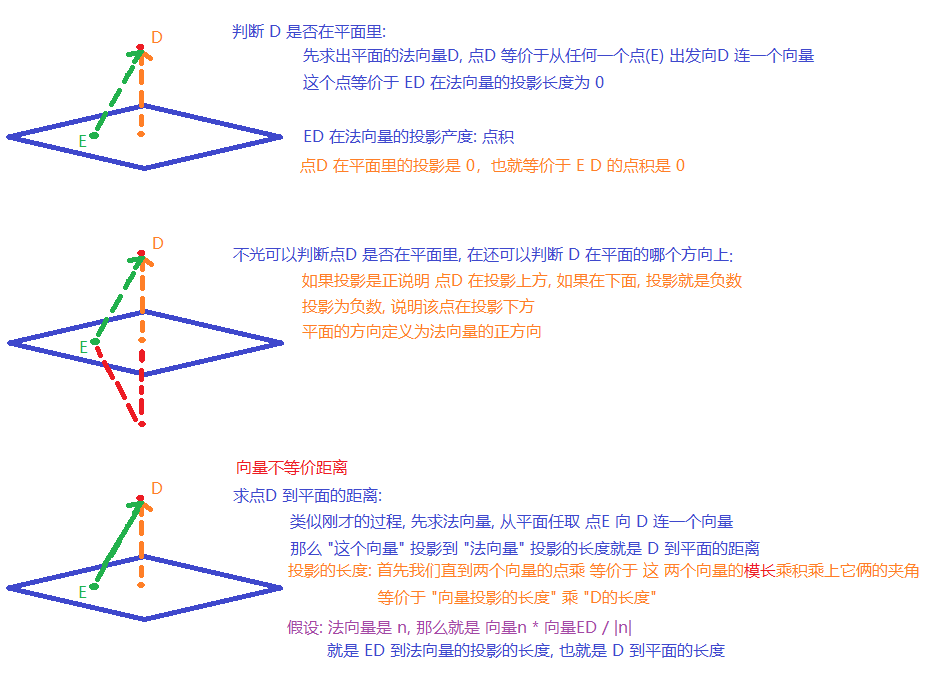 D
E
判断 D 是否在平面里:
先求出平面的法向量D, 点D 等价于从任何一个点(E) 出发向D 连一个向量
这个点等价于 ED 在法向量的投影长度为 0
ED 在法向量的投影产度: 点积
点D 在平面里的投影是 0，也就等价于 E D 的点积是 0
D
E
不光可以判断点D 是否在平面里, 在还可以判断 D 在平面的哪个方向上:
如果投影是正说明 点D 在投影上方, 如果在下面, 投影就是负数
投影为负数, 说明该点在投影下方
平面的方向定义为法向量的正方向
D
E
向量不等价距离
求点D 到平面的距离:
类似刚才的过程, 先求法向量, 从平面任取 点E 向 D 连一个向量
那么 "这个向量" 投影到 "法向量" 投影的长度就是 D 到平面的距离
投影的长度: 首先我们直到两个向量的点乘 等价于 这 两个向量的模长乘积乘上它俩的夹角
等价于 "向量投影的长度" 乘 "D的长度"
假设: 法向量是 n, 那么就是 向量n * 向量ED / |n|
就是 ED 到法向量的投影的长度, 也就是 D 到平面的长度